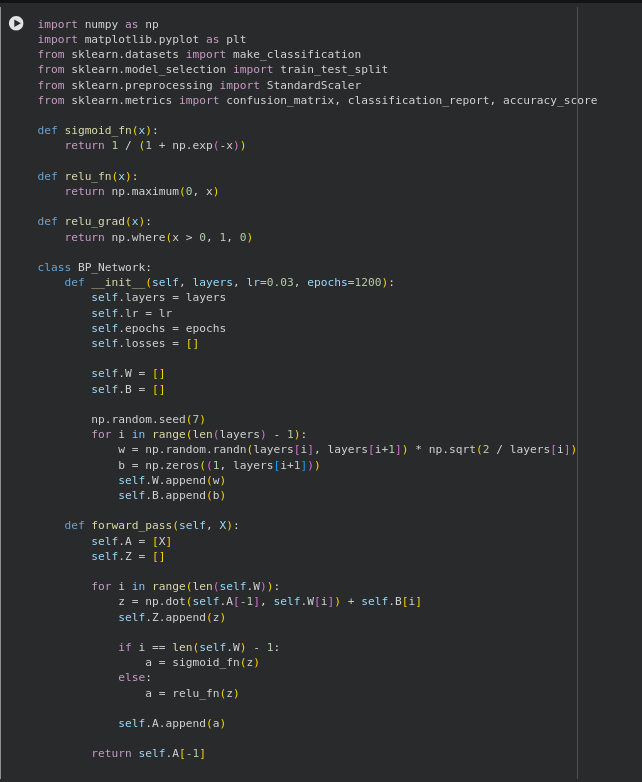 import numpy as np
import matplotlib.pyplot as plt
from sklearn.datasets import make_classification
from sklearn.model_selection import train_test_split
from sklearn.preprocessing import StandardScaler
from sklearn.metrics import confusion_matrix, classification_report, accuracy_score

def sigmoid_fn(x):
    return 1 / (1 + np.exp(-x))

def relu_fn(x):
    return np.maximum(0, x)

def relu_grad(x):
    return np.where(x > 0, 1, 0)

class BP_Network:
    def __init__(self, layers, lr=0.03, epochs=1200):
        self.layers = layers
        self.lr = lr
        self.epochs = epochs
        self.losses = []

        self.W = []
        self.B = []

        np.random.seed(7)
        for i in range(len(layers) - 1):
            w = np.random.randn(layers[i], layers[i+1]) * np.sqrt(2 / layers[i])
            b = np.zeros((1, layers[i+1]))
            self.W.append(w)
            self.B.append(b)

    def forward_pass(self, X):
        self.A = [X]
        self.Z = []

        for i in range(len(self.W)):
            z = np.dot(self.A[-1], self.W[i]) + self.B[i]
            self.Z.append(z)

            if i == len(self.W) - 1:
                a = sigmoid_fn(z)
            else:
                a = relu_fn(z)

            self.A.append(a)

        return self.A[-1]